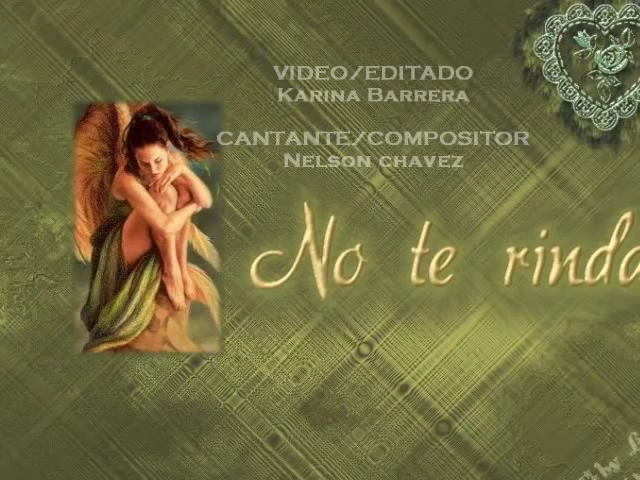 VIDEO/EDITADO
KARINA BARRERA
CANTANTE/COMPOSITOR
NELSON CHAVEZ
No te rinda